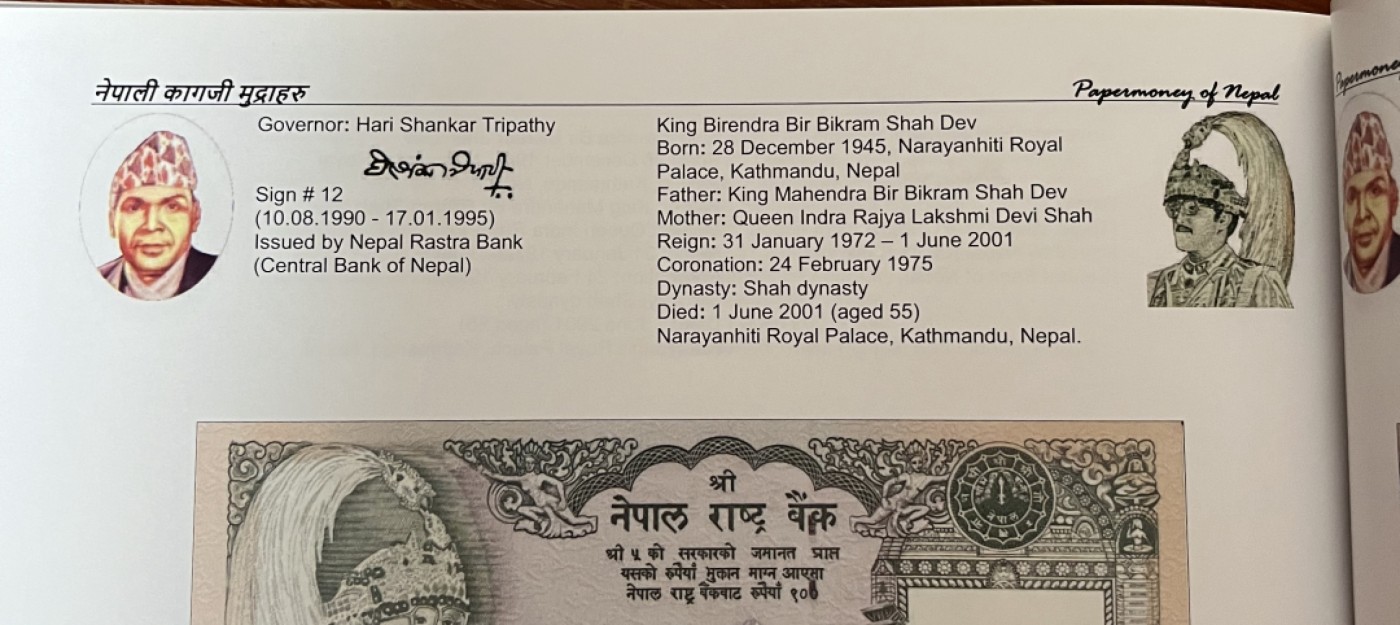 नेपाली कागजी मुद्राहरु
Papermoney of Nepal
Governor: Hari Shankar Tripathy
Sign # 12
(10.08.1990 - 17.01.1995)
Issued by Nepal Rastra Bank
(Central Bank of Nepal)
King Birendra Bir Bikram Shah Dev
Born: 28 December 1945, Narayanhiti Royal
Palace, Kathmandu, Nepal
Father: King Mahendra Bir Bikram Shah Dev
Mother: Queen Indra Rajya Lakshmi Devi Shah
Reign: 31 January 1972 – 1 June 2001
Coronation: 24 February 1975
Dynasty: Shah dynasty
Died: 1 June 2001 (aged 55)
Narayanhiti Royal Palace, Kathmandu, Nepal.
श्री
नेपाल राष्ट्र बैंक
श्री ५ को सरकारको जमानत प्राप्त
यसको रुपैयाँ भुक्तान माग्न आएमा
नेपाल राष्ट्र बैंकबाट रुपैयाँ
Papermoney